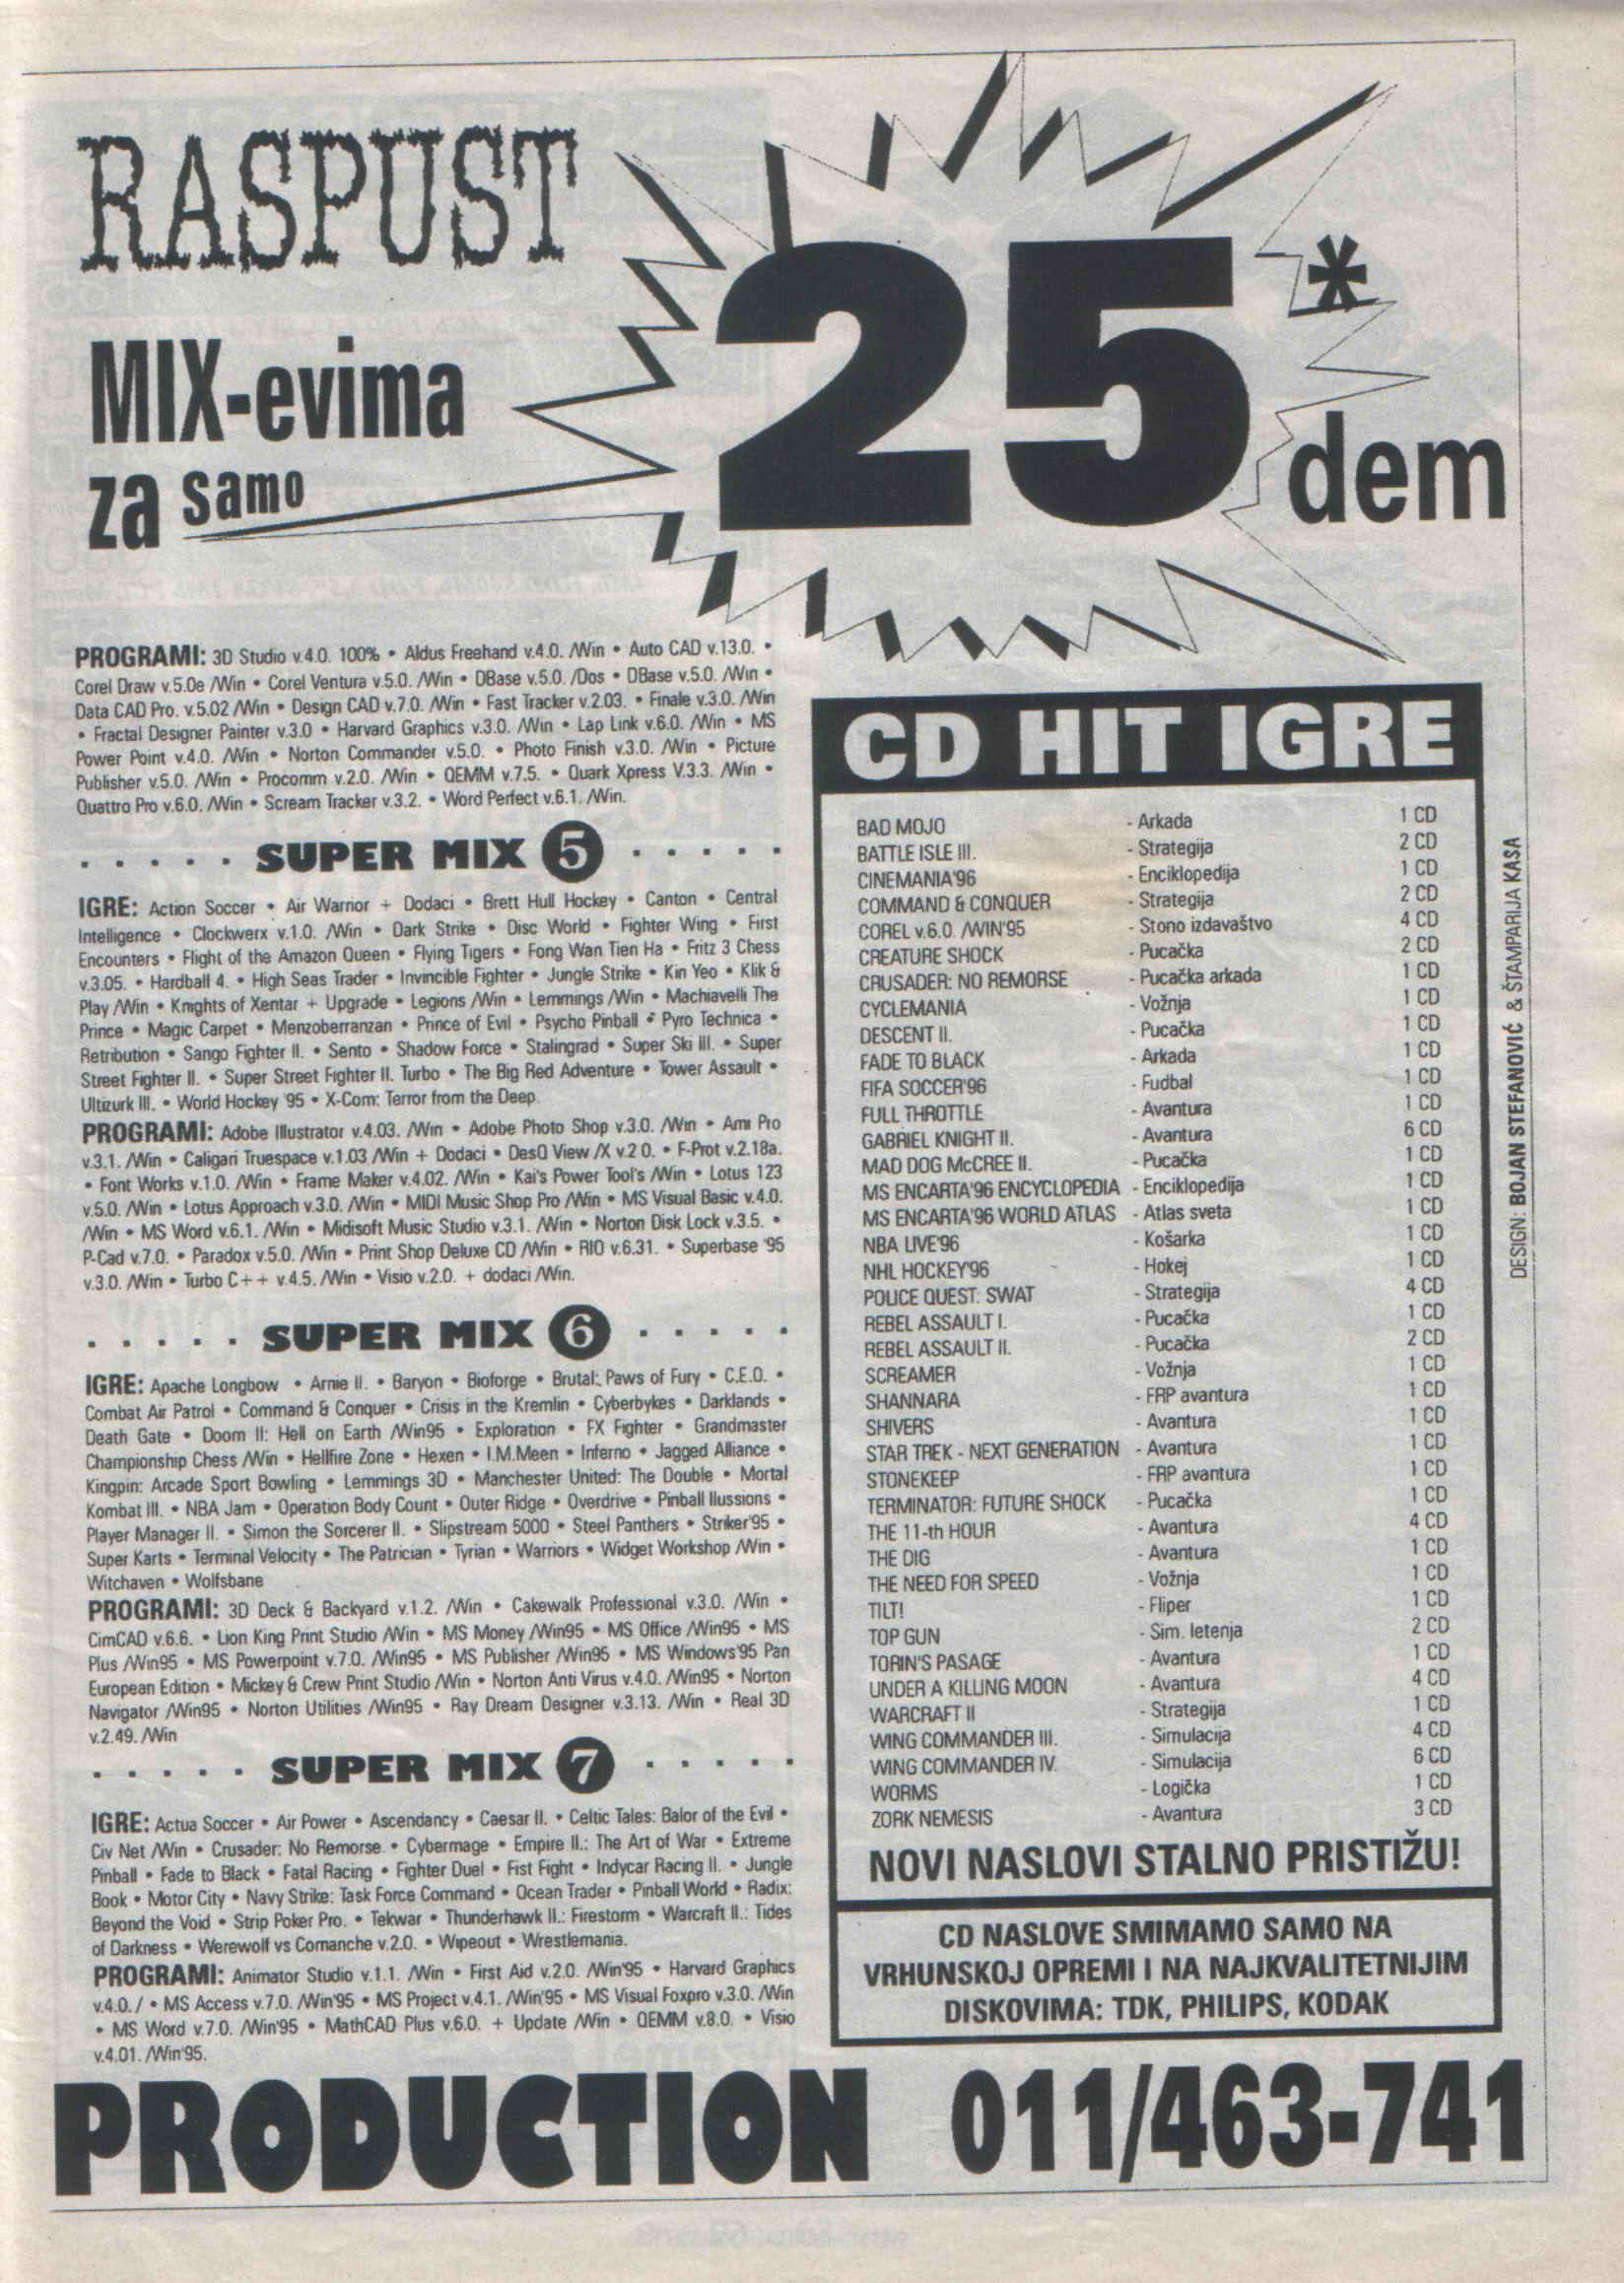 RASPUST
MIX-evima
za samo
25* dem
PROGRAMI: 3D Studio v.4.0. 100% • Aldus Freehand v.4.0. /Win • Auto CAD v.13.0. •
Corel Draw v.5.0e /Win • Corel Ventura v.5.0. /Win • DBase v.5.0. /Dos • DBase v.5.0. /Win •
Data CAD Pro. v.5.02 /Win • Design CAD v.7.0. /Win • Fast Tracker v.2.03. • Finale v.3.0. /Win
• Fractal Designer Painter v.3.0 • Harvard Graphics v.3.0. /Win • Lap Link v.6.0. /Win • MS
Power Point v.4.0. /Win • Norton Commander v.5.0. • Photo Finish v.3.0. /Win • Picture
Publisher v.5.0. /Win • Procomm v.2.0. /Win • QEMM v.7.5. • Quark Xpress V.3.3. /Win •
Quattro Pro v.6.0. /Win • Scream Tracker v.3.2. • Word Perfect v.6.1. /Win.
. . . . . SUPER MIX 5 . . . . .
IGRE: Action Soccer • Air Warrior + Dodaci • Brett Hull Hockey • Canton • Central
Intelligence • Clockwerx v.1.0. /Win • Dark Strike • Disc World • Fighter Wing • First
Encounters • Flight of the Amazon Queen • Flying Tigers • Fong Wan Tien Ha • Fritz 3 Chess
v.3.05. • Hardball 4. • High Seas Trader • Invincible Fighter • Jungle Strike • Kin Yeo • Klik &
Play /Win • Knights of Xentar + Upgrade • Legions /Win • Lemmings /Win • Machiavelli The
Prince • Magic Carpet • Menzoberranzan • Prince of Evil • Psycho Pinball • Pyro Technica •
Retribution • Sango Fighter II. • Sento • Shadow Force • Stalingrad • Super Ski III. • Super
Street Fighter II. • Super Street Fighter II. Turbo • The Big Red Adventure • Tower Assault •
Ultizurk III. • World Hockey '95 • X-Com: Terror from the Deep.
PROGRAMI: Adobe Illustrator v.4.03. /Win • Adobe Photo Shop v.3.0. /Win • Ami Pro
v.3.1. /Win • Caligari Truespace v.1.03 /Win + Dodaci • DesQ View /X v.2 0. • F-Prot v.2.18a.
• Font Works v.1.0. /Win • Frame Maker v.4.02. /Win • Kai's Power Tool's /Win • Lotus 123
v.5.0. /Win • Lotus Approach v.3.0. /Win • MIDI Music Shop Pro /Win • MS Visual Basic v.4.0.
/Win • MS Word v.6.1. /Win • Midisoft Music Studio v.3.1. /Win • Norton Disk Lock v.3.5. •
P-Cad v.7.0. • Paradox v.5.0. /Win • Print Shop Deluxe CD /Win • RIO v.6.31. • Superbase '95
v.3.0. /Win • Turbo C++ v.4.5. /Win • Visio v.2.0. + dodaci /Win.
. . . . . SUPER MIX 6 . . . . .
IGRE: Apache Longbow • Arnie II. • Baryon • Bioforge • Brutal: Paws of Fury • C.E.O. •
Combat Air Patrol • Command & Conquer • Crisis in the Kremlin • Cyberbykes • Darklands •
Death Gate • Doom II: Hell on Earth /Win95 • Exploration • FX Fighter • Grandmaster
Championship Chess /Win • Hellfire Zone • Hexen • I.M.Meen • Inferno • Jagged Alliance •
Kingpin: Arcade Sport Bowling • Lemmings 3D • Manchester United: The Double • Mortal
Kombat III. • NBA Jam • Operation Body Count • Outer Ridge • Overdrive • Pinball Ilussions •
Player Manager II. • Simon the Sorcerer II. • Slipstream 5000 • Steel Panthers • Striker'95 •
Super Karts • Terminal Velocity • The Patrician • Tyrian • Warriors • Widget Workshop /Win •
Witchaven • Wolfsbane
PROGRAMI: 3D Deck & Backyard v.1.2. /Win • Cakewalk Professional v.3.0. /Win •
CimCAD v.6.6. • Lion King Print Studio /Win • MS Money /Win95 • MS Office /Win95 • MS
Plus /Win95 • MS Powerpoint v.7.0. /Win95 • MS Publisher /Win95 • MS Windows'95 Pan
European Edition • Mickey & Crew Print Studio /Win • Norton Anti Virus v.4.0. /Win95 • Norton
Navigator /Win95 • Norton Utilities /Win95 • Ray Dream Designer v.3.13. /Win • Real 3D
v.2.49. /Win
. . . . . SUPER MIX 7 . . . . .
IGRE: Actua Soccer • Air Power • Ascendancy • Caesar II. • Celtic Tales: Balor of the Evil •
Civ Net /Win • Crusader: No Remorse. • Cybermage • Empire II.: The Art of War • Extreme
Pinball • Fade to Black • Fatal Racing • Fighter Duel • Fist Fight • Indycar Racing II. • Jungle
Book • Motor City • Navy Strike: Task Force Command • Ocean Trader • Pinball World • Radix:
Beyond the Void • Strip Poker Pro. • Tekwar • Thunderhawk II.: Firestorm • Warcraft II.: Tides
of Darkness • Werewolf vs Comanche v.2.0. • Wipeout • Wrestlemania.
PROGRAMI: Animator Studio v.1.1. /Win • First Aid v.2.0. /Win'95 • Harvard Graphics
v.4.0. / • MS Access v.7.0. /Win'95 • MS Project v.4.1. /Win'95 • MS Visual Foxpro v.3.0. /Win
• MS Word v.7.0. /Win'95 • MathCAD Plus v.6.0. + Update /Win • QEMM v.8.0. • Visio
v.4.01. /Win'95.
CD HIT IGRE
BAD MOJO - Arkada 1 CD
BATTLE ISLE III. - Strategija 2 CD
CINEMANIA'96 - Enciklopedija 1 CD
COMMAND & CONQUER - Strategija 2 CD
COREL v.6.0. /WIN'95 - Stono izdavaštvo 4 CD
CREATURE SHOCK - Pucačka 2 CD
CRUSADER: NO REMORSE - Pucačka arkada 1 CD
CYCLEMANIA - Vožnja 1 CD
DESCENT II. - Pucačka 1 CD
FADE TO BLACK - Arkada 1 CD
FIFA SOCCER'96 - Fudbal 1 CD
FULL THROTTLE - Avantura 1 CD
GABRIEL KNIGHT II. - Avantura 6 CD
MAD DOG McCREE II. - Pucačka 1 CD
MS ENCARTA'96 ENCYCLOPEDIA - Enciklopedija 1 CD
MS ENCARTA'96 WORLD ATLAS - Atlas sveta 1 CD
NBA LIVE'96 - Košarka 1 CD
NHL HOCKEY'96 - Hokej 1 CD
POLICE QUEST: SWAT - Strategija 4 CD
REBEL ASSAULT I. - Pucačka 1 CD
REBEL ASSAULT II. - Pucačka 2 CD
SCREAMER - Vožnja 1 CD
SHANNARA - FRP avantura 1 CD
SHIVERS - Avantura 1 CD
STAR TREK - NEXT GENERATION - Avantura 1 CD
STONEKEEP - FRP avantura 1 CD
TERMINATOR: FUTURE SHOCK - Pucačka 1 CD
THE 11-th HOUR - Avantura 4 CD
THE DIG - Avantura 1 CD
THE NEED FOR SPEED - Vožnja 1 CD
TILT! - Fliper 1 CD
TOP GUN - Sim. letenja 2 CD
TORIN'S PASAGE - Avantura 1 CD
UNDER A KILLING MOON - Avantura 4 CD
WARCRAFT II - Strategija 1 CD
WING COMMANDER III. - Simulacija 4 CD
WING COMMANDER IV. - Simulacija 6 CD
WORMS - Logička 1 CD
ZORK NEMESIS - Avantura 3 CD
NOVI NASLOVI STALNO PRISTIŽU!
CD NASLOVE SMIMAMO SAMO NA
VRHUNSKOJ OPREMI I NA NAJKVALITETNIJIM
DISKOVIMA: TDK, PHILIPS, KODAK
DESIGN: BOJAN STEFANOVIĆ & ŠTAMPARIJA KASA
PRODUCTION 011/463-741